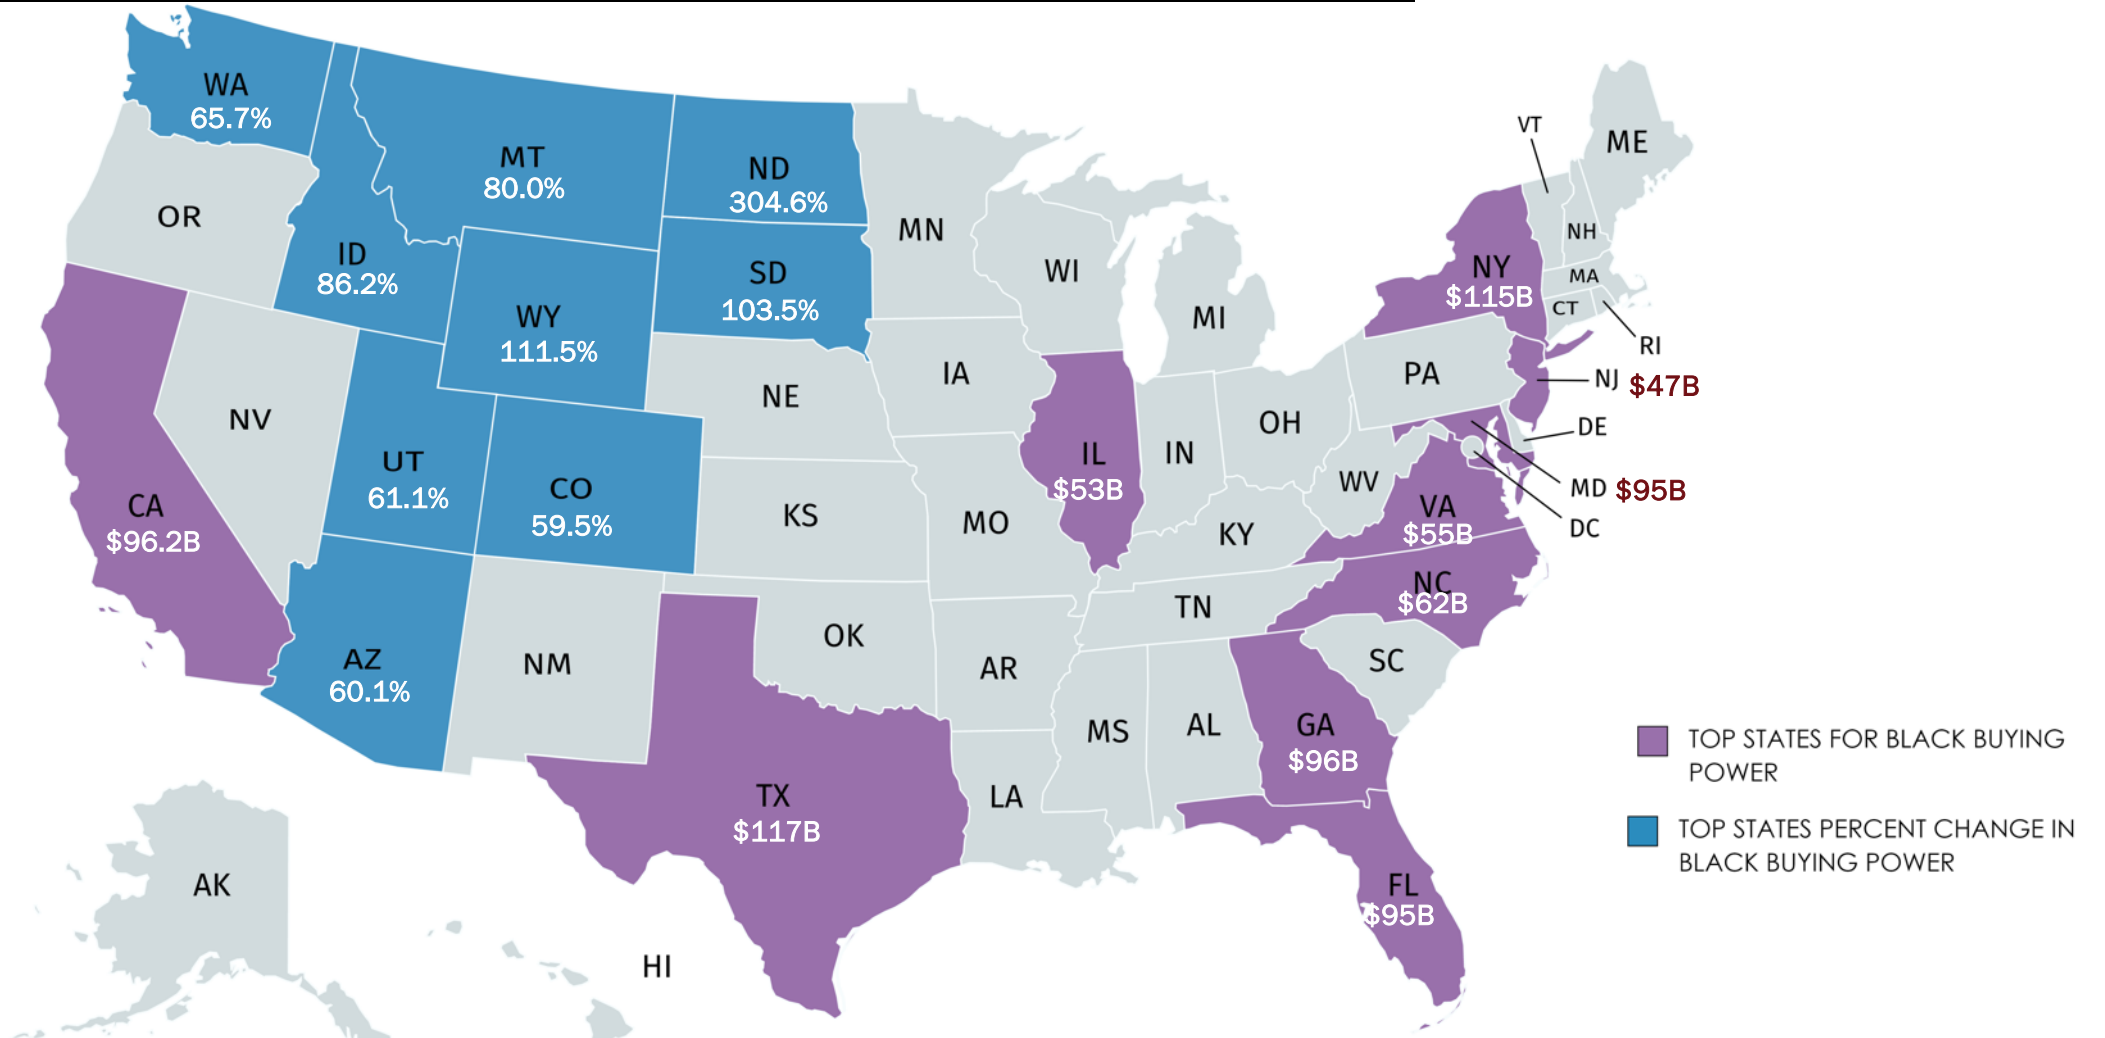 WA
65.7%
MT
80.0%
ND
304.6%
OR
ID
86.2%
WY
111.5%
SD
103.5%
MN
WI
MI
VT
ME
NH
NY
$115B
MA
CT
RI
NV
UT
61.1%
CO
59.5%
NE
IA
IL
$53B
IN
OH
PA
NJ $47B
DE
MD $95B
DC
CA
$96.2B
KS
MO
KY
WV
VA
$55B
NC
$62B
AZ
60.1%
NM
OK
AR
TN
SC
MS
AL
GA
$96B
TX
$117B
LA
FL
$95B
AK
HI
TOP STATES FOR BLACK BUYING
POWER
TOP STATES PERCENT CHANGE IN
BLACK BUYING POWER